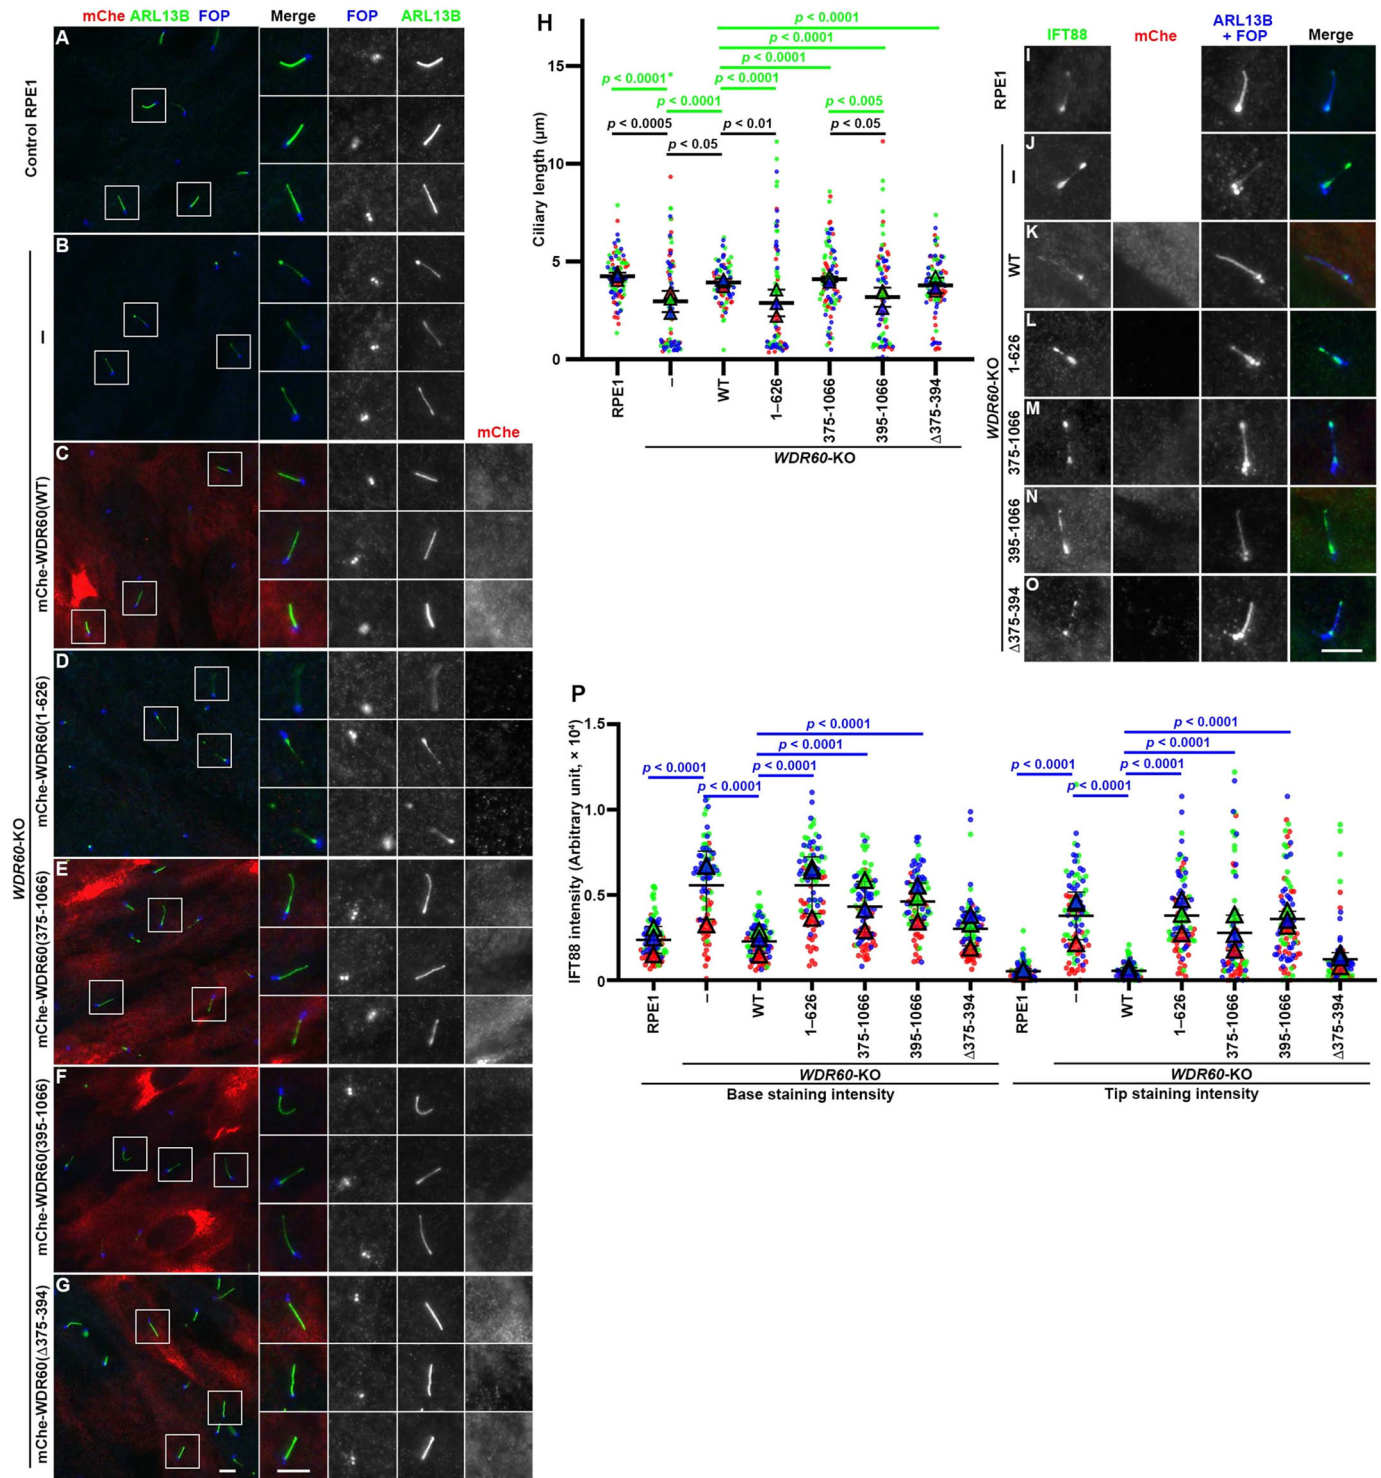 mChe ARL13B FOP Merge FOP ARL13B
Control RPE1
A
B
–
WDR60-KO
mChe
C
mChe-WDR60(WT)
D
mChe-WDR60(1-626)
E
mChe-WDR60(375-1066)
F
mChe-WDR60(395-1066)
G
mChe-WDR60(Δ375-394)
H
Ciliary length (µm)
15
10
5
0
p < 0.0001
p < 0.0001
p < 0.0001
p < 0.0001* p < 0.0001
p < 0.0001 p < 0.005
p < 0.0005 p < 0.01 p < 0.05
p < 0.05
RPE1
–
WT
1–626
375-1066
395-1066
Δ375-394
WDR60-KO
IFT88 mChe ARL13B + FOP Merge
I
RPE1
J
–
WDR60-KO
K
WT
L
1-626
M
375-1066
N
395-1066
O
Δ375-394
P
IFT88 intensity (Arbitrary unit, × 10⁴)
1.5
1.0
0.5
0
p < 0.0001
p < 0.0001
p < 0.0001 p < 0.0001
p < 0.0001
p < 0.0001
p < 0.0001
p < 0.0001 p < 0.0001
p < 0.0001
RPE1
–
WT
1–626
375-1066
395-1066
Δ375-394
RPE1
–
WT
1–626
375-1066
395-1066
Δ375-394
WDR60-KO WDR60-KO
Base staining intensity Tip staining intensity